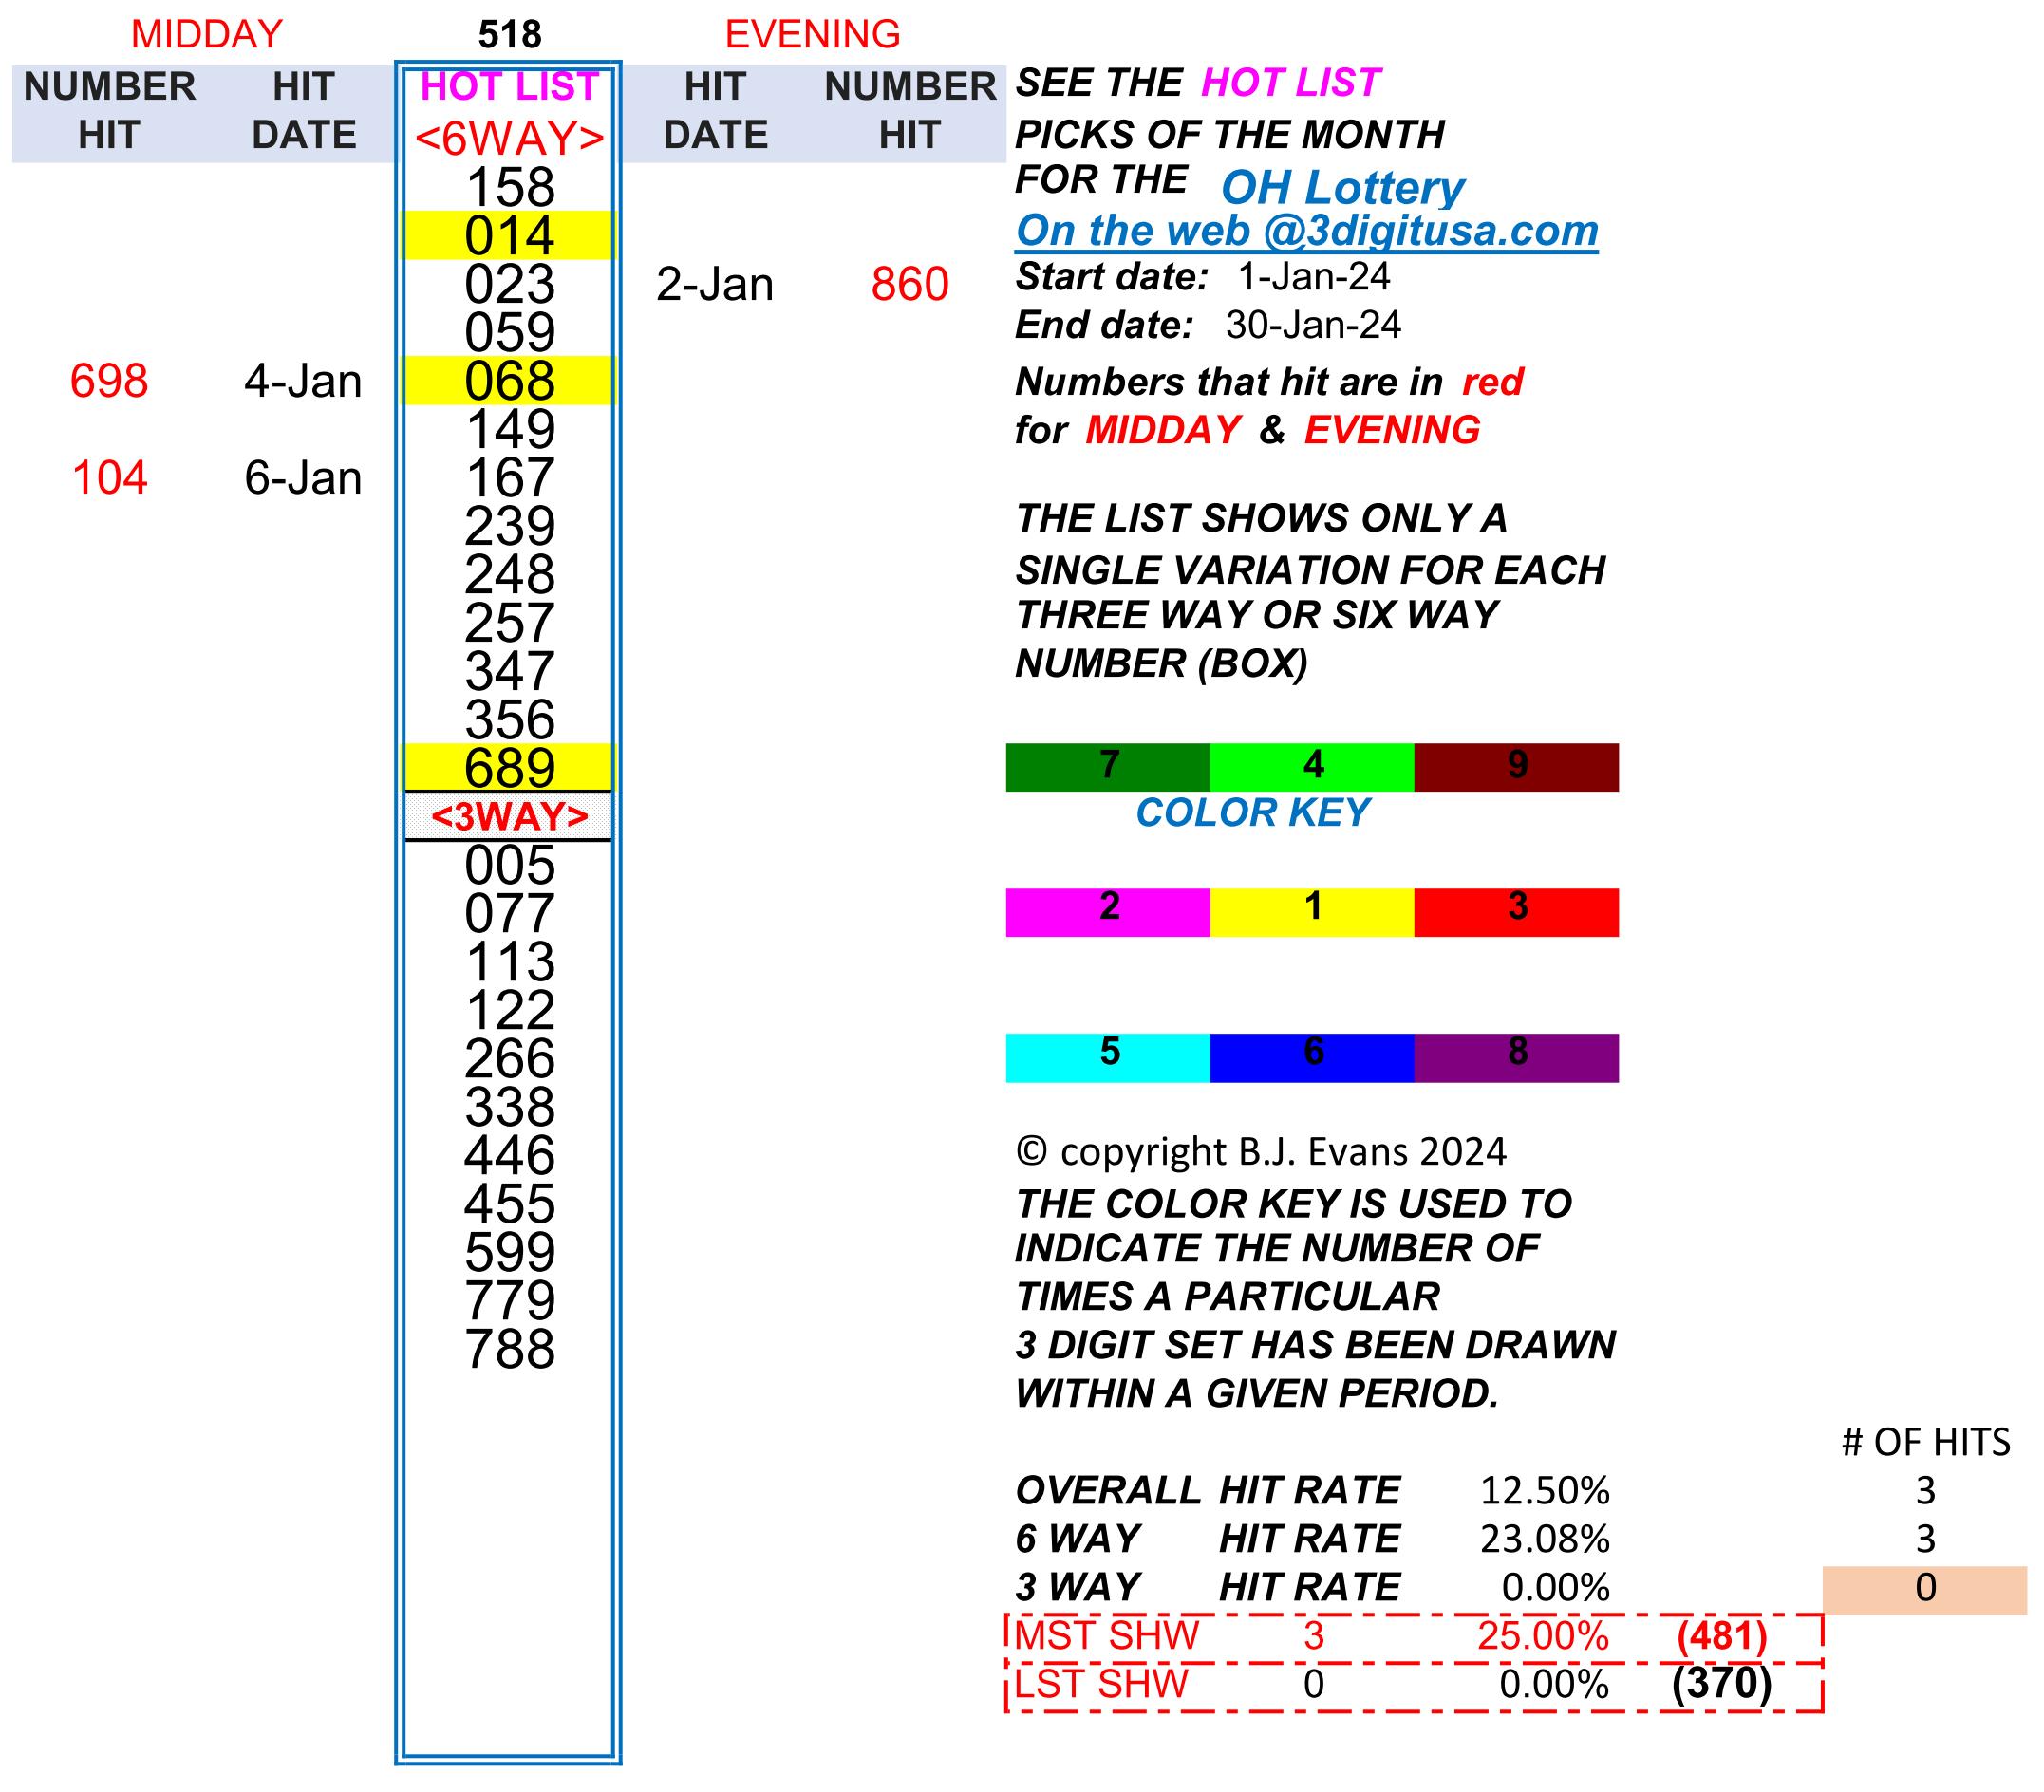 MIDDAY 518 EVENING
NUMBER HIT HOT LIST HIT NUMBER SEE THE HOT LIST
HIT DATE <6WAY> DATE HIT PICKS OF THE MONTH
158 FOR THE OH Lottery
014 On the web @3digitusa.com
023 2-Jan 860 Start date: 1-Jan-24
059 End date: 30-Jan-24
698 4-Jan 068 Numbers that hit are in red
149 for MIDDAY & EVENING
104 6-Jan 167
239 THE LIST SHOWS ONLY A
248 SINGLE VARIATION FOR EACH
257 THREE WAY OR SIX WAY
347 NUMBER (BOX)
356
689 7 4 9
<3WAY> COLOR KEY
005
077 2 1 3
113
122
266 5 6 8
338
446 © copyright B.J. Evans 2024
455 THE COLOR KEY IS USED TO
599 INDICATE THE NUMBER OF
779 TIMES A PARTICULAR
788 3 DIGIT SET HAS BEEN DRAWN
WITHIN A GIVEN PERIOD.
# OF HITS
OVERALL HIT RATE 12.50% 3
6 WAY HIT RATE 23.08% 3
3 WAY HIT RATE 0.00% 0
MST SHW 3 25.00% (481)
LST SHW 0 0.00% (370)